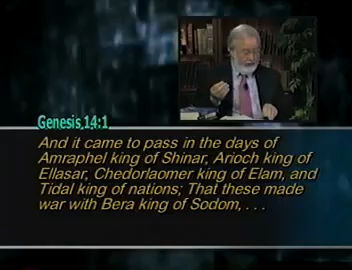 Genesis 14:1
And it came to pass in the days of
Amraphel king of Shinar, Arioch king of
Ellasar, Chedorlaomer king of Elam, and
Tidal king of nations; That these made
war with Bera king of Sodom, . . .